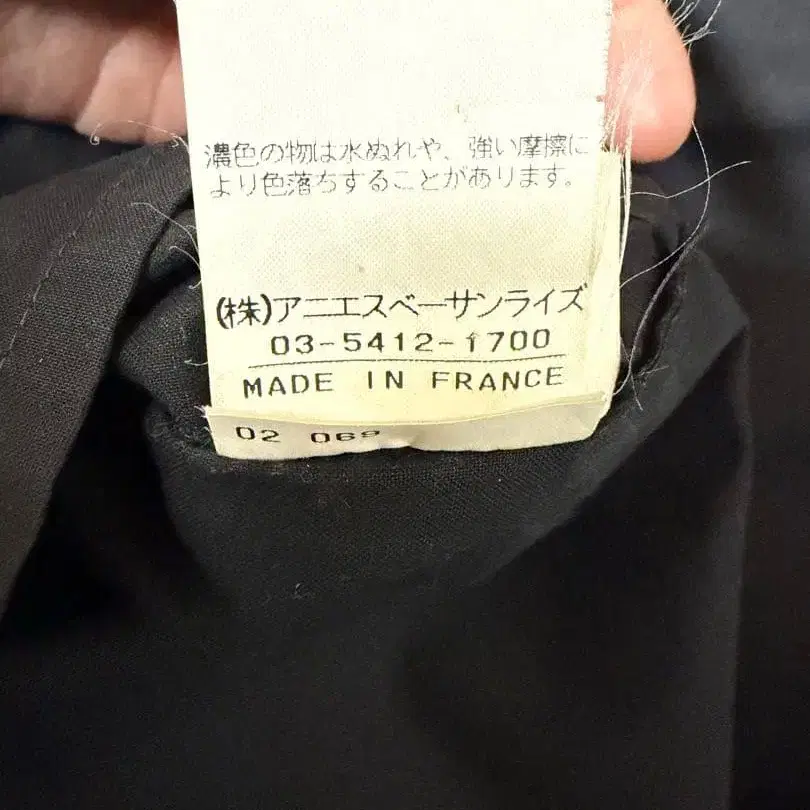 濃色の物は水ぬれや、強い摩擦に
より色落ちすることがあります。
(株)アニエスベーサンライズ
03-5412-1700
MADE IN FRANCE
02